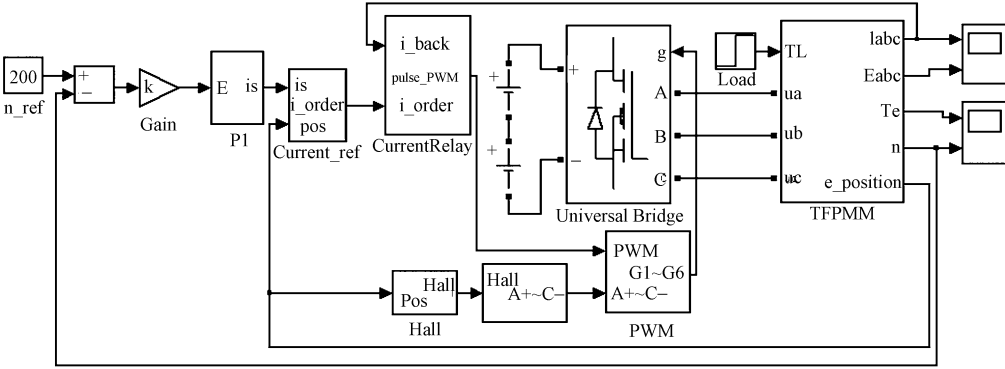 200
n_ref
+
−
k
Gain
E is
P1
is
i_order
pos
Current_ref
i_back
pulse_PWM
i_order
CurrentRelay
+
+
+
−
g
A
B
C
Universal Bridge
Load
TL
ua
ub
uc
Iabc
Eabc
Te
n
e_position
TFPMM
Hall
Pos
Hall
Hall
A+~C−
PWM
G1~G6
A+~C−
PWM